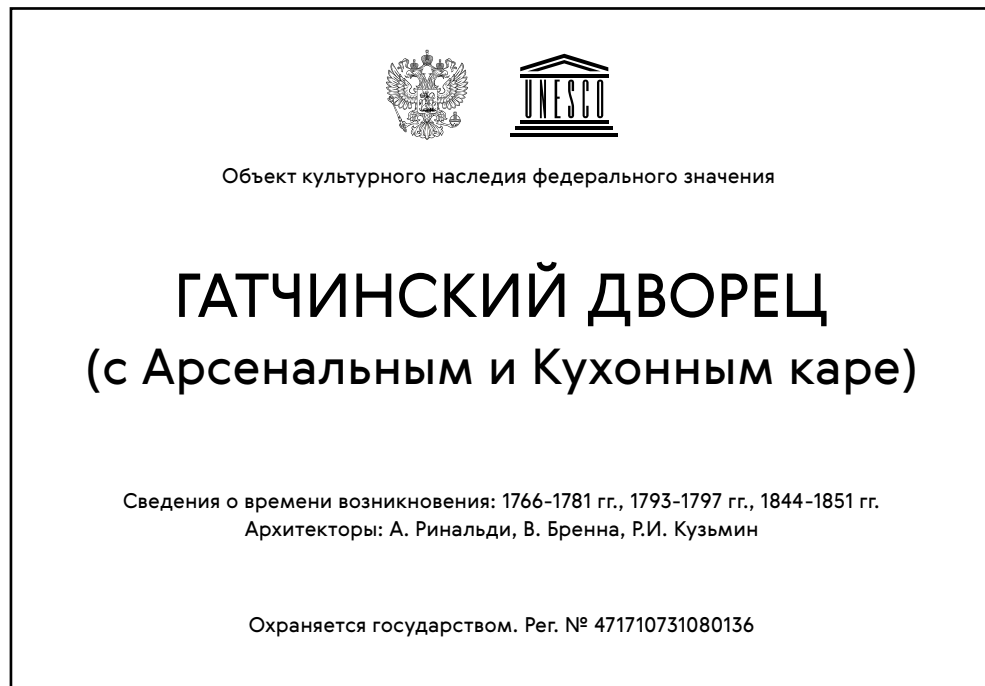 UNESCO
Объект культурного наследия федерального значения
ГАТЧИНСКИЙ ДВОРЕЦ
(с Арсенальным и Кухонным каре)
Сведения о времени возникновения: 1766-1781 гг., 1793-1797 гг., 1844-1851 гг.
Архитекторы: А. Ринальди, В. Бренна, Р.И. Кузьмин
Охраняется государством. Рег. № 471710731080136